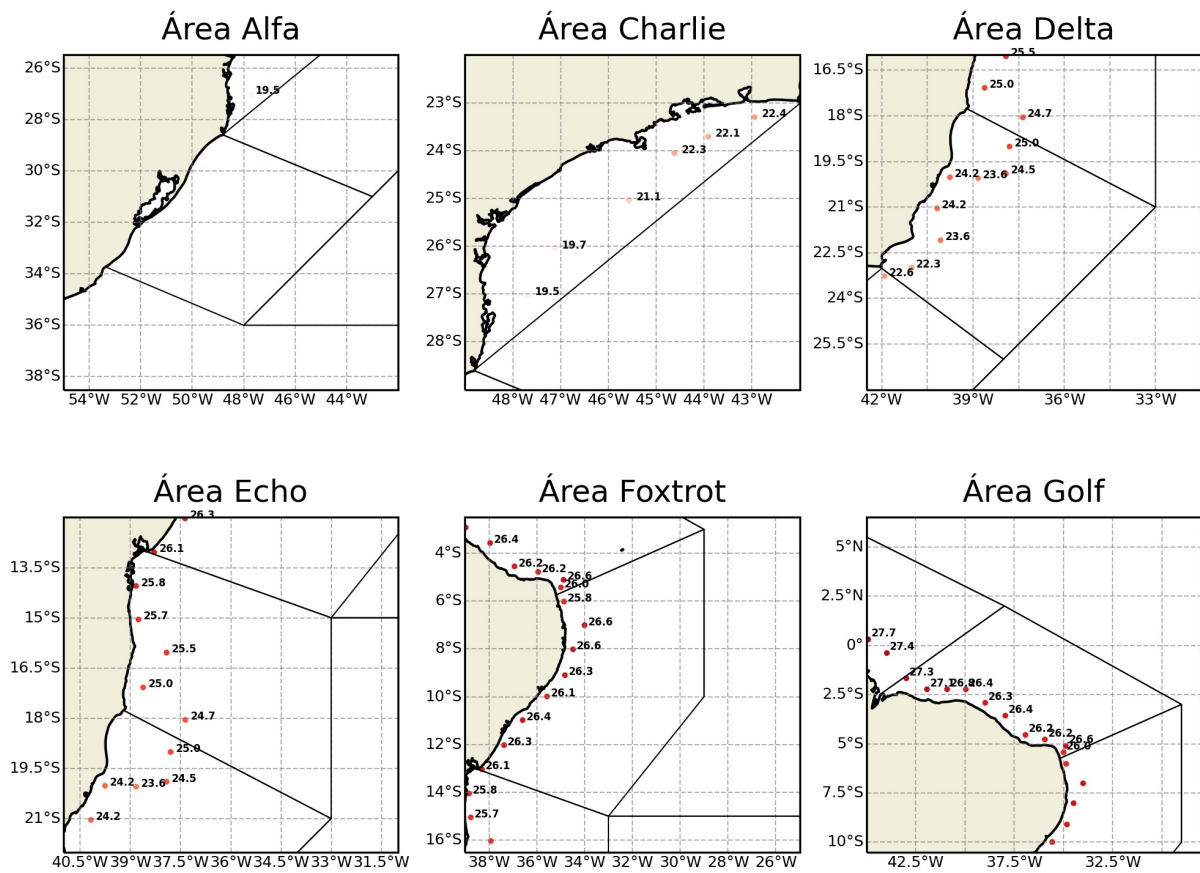 Área Alfa
Área Charlie
Área Delta
26°S
28°S
30°S
32°S
34°S
36°S
38°S
19.5
54°W 52°W 50°W 48°W 46°W 44°W
23°S
24°S
25°S
26°S
27°S
28°S
22.4
22.1
22.3
21.1
19.7
19.5
48°W 47°W 46°W 45°W 44°W 43°W
16.5°S
18°S
19.5°S
21°S
22.5°S
24°S
25.5°S
25.5
25.0
24.7
25.0
24.5
24.2 23.6
24.2
23.6
22.3
22.6
42°W 39°W 36°W 33°W
Área Echo
Área Foxtrot
Área Golf
13.5°S
15°S
16.5°S
18°S
19.5°S
21°S
26.3
26.1
25.8
25.7
25.5
25.0
24.7
25.0
24.5
24.2 23.6
24.2
40.5°W 39°W 37.5°W 36°W 34.5°W 33°W 31.5°W
4°S
6°S
8°S
10°S
12°S
14°S
16°S
26.4
26.2
26.2
26.6
26.0
25.8
26.6
26.6
26.3
26.1
26.4
26.3
26.1
25.8
25.7
38°W 36°W 34°W 32°W 30°W 28°W 26°W
5°N
2.5°N
0°
2.5°S
5°S
7.5°S
10°S
27.7
27.4
27.3
27.1 26.8 26.4
26.3
26.4
26.2
26.2
26.6
26.0
42.5°W 37.5°W 32.5°W